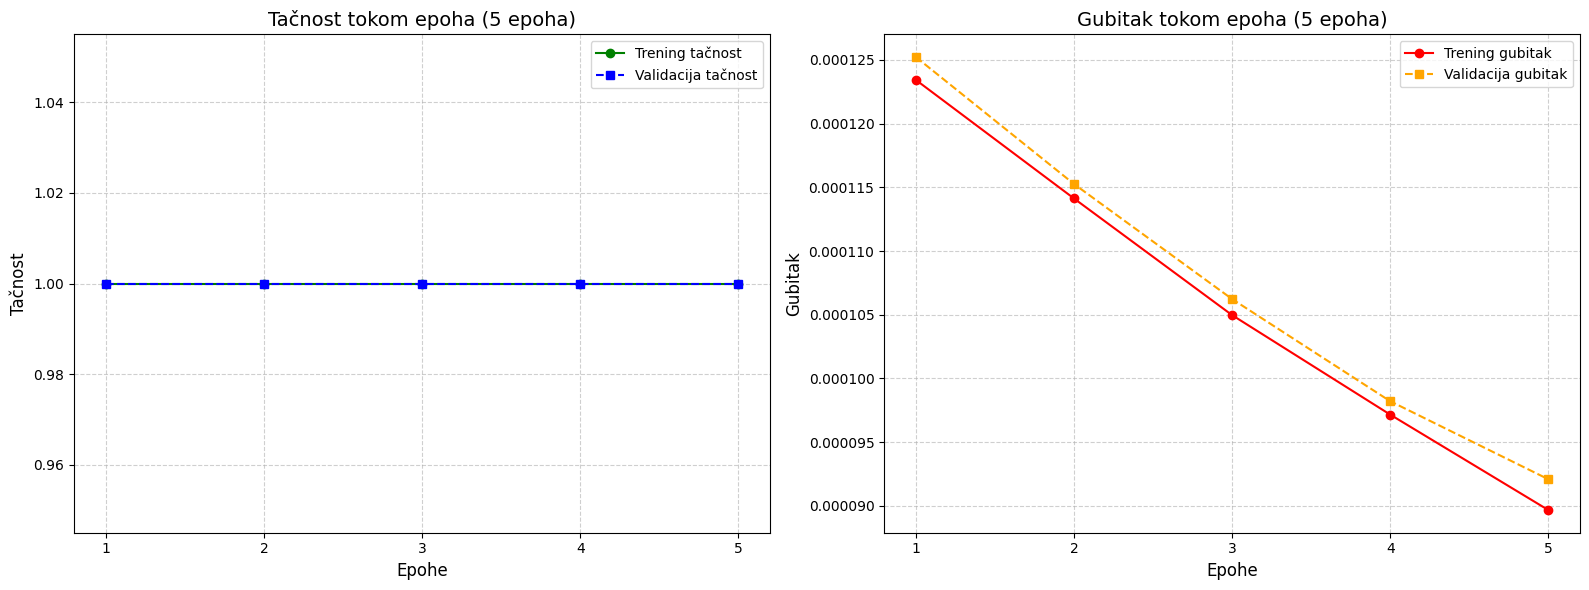 Tačnost tokom epoha (5 epoha)
Trening tačnost
Validacija tačnost
1.04
1.02
1.00
0.98
0.96
Tačnost
1 2 3 4 5
Epohe
Gubitak tokom epoha (5 epoha)
Trening gubitak
Validacija gubitak
0.000125
0.000120
0.000115
0.000110
0.000105
0.000100
0.000095
0.000090
Gubitak
1 2 3 4 5
Epohe